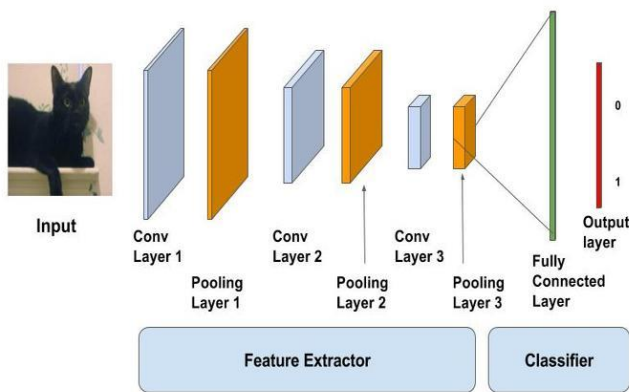 Input
Conv
Layer 1
Pooling
Layer 1
Conv
Layer 2
Pooling
Layer 2
Conv
Layer 3
Pooling
Layer 3
Fully
Connected
Layer
0
1
Output
layer
Feature Extractor
Classifier